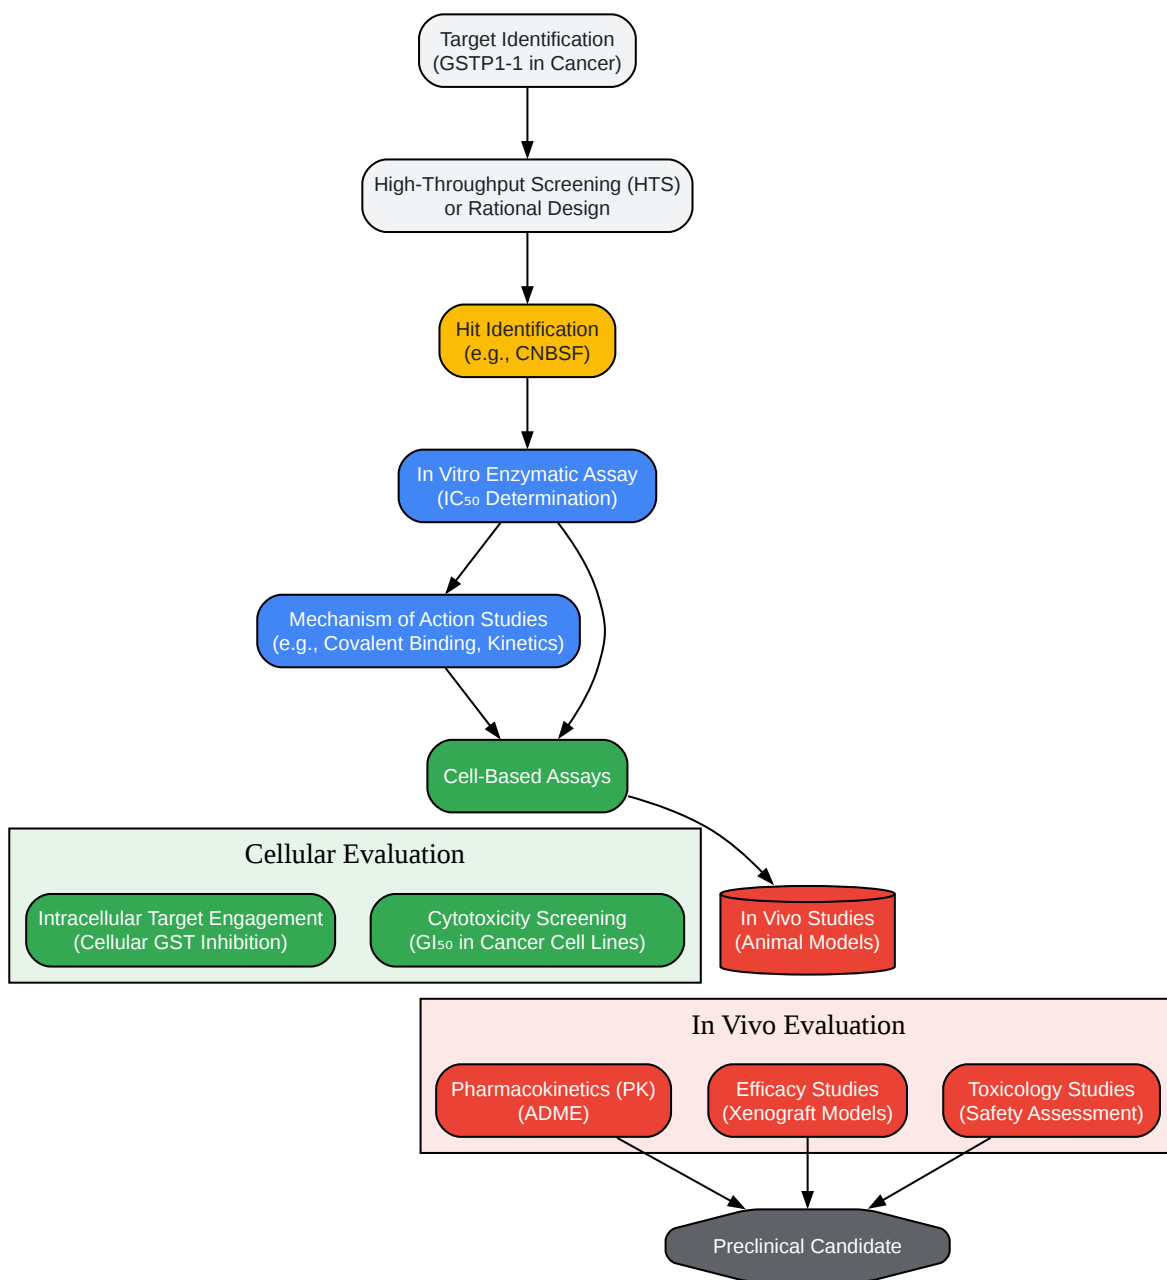 Target Identification
(GSTP1-1 in Cancer)
High-Throughput Screening (HTS)
or Rational Design
Hit Identification
(e.g., CNBSF)
In Vitro Enzymatic Assay
(IC₅₀ Determination)
Mechanism of Action Studies
(e.g., Covalent Binding, Kinetics)
Cell-Based Assays
Cellular Evaluation
Intracellular Target Engagement
(Cellular GST Inhibition)
Cytotoxicity Screening
(GI₅₀ in Cancer Cell Lines)
In Vivo Studies
(Animal Models)
In Vivo Evaluation
Pharmacokinetics (PK)
(ADME)
Efficacy Studies
(Xenograft Models)
Toxicology Studies
(Safety Assessment)
Preclinical Candidate